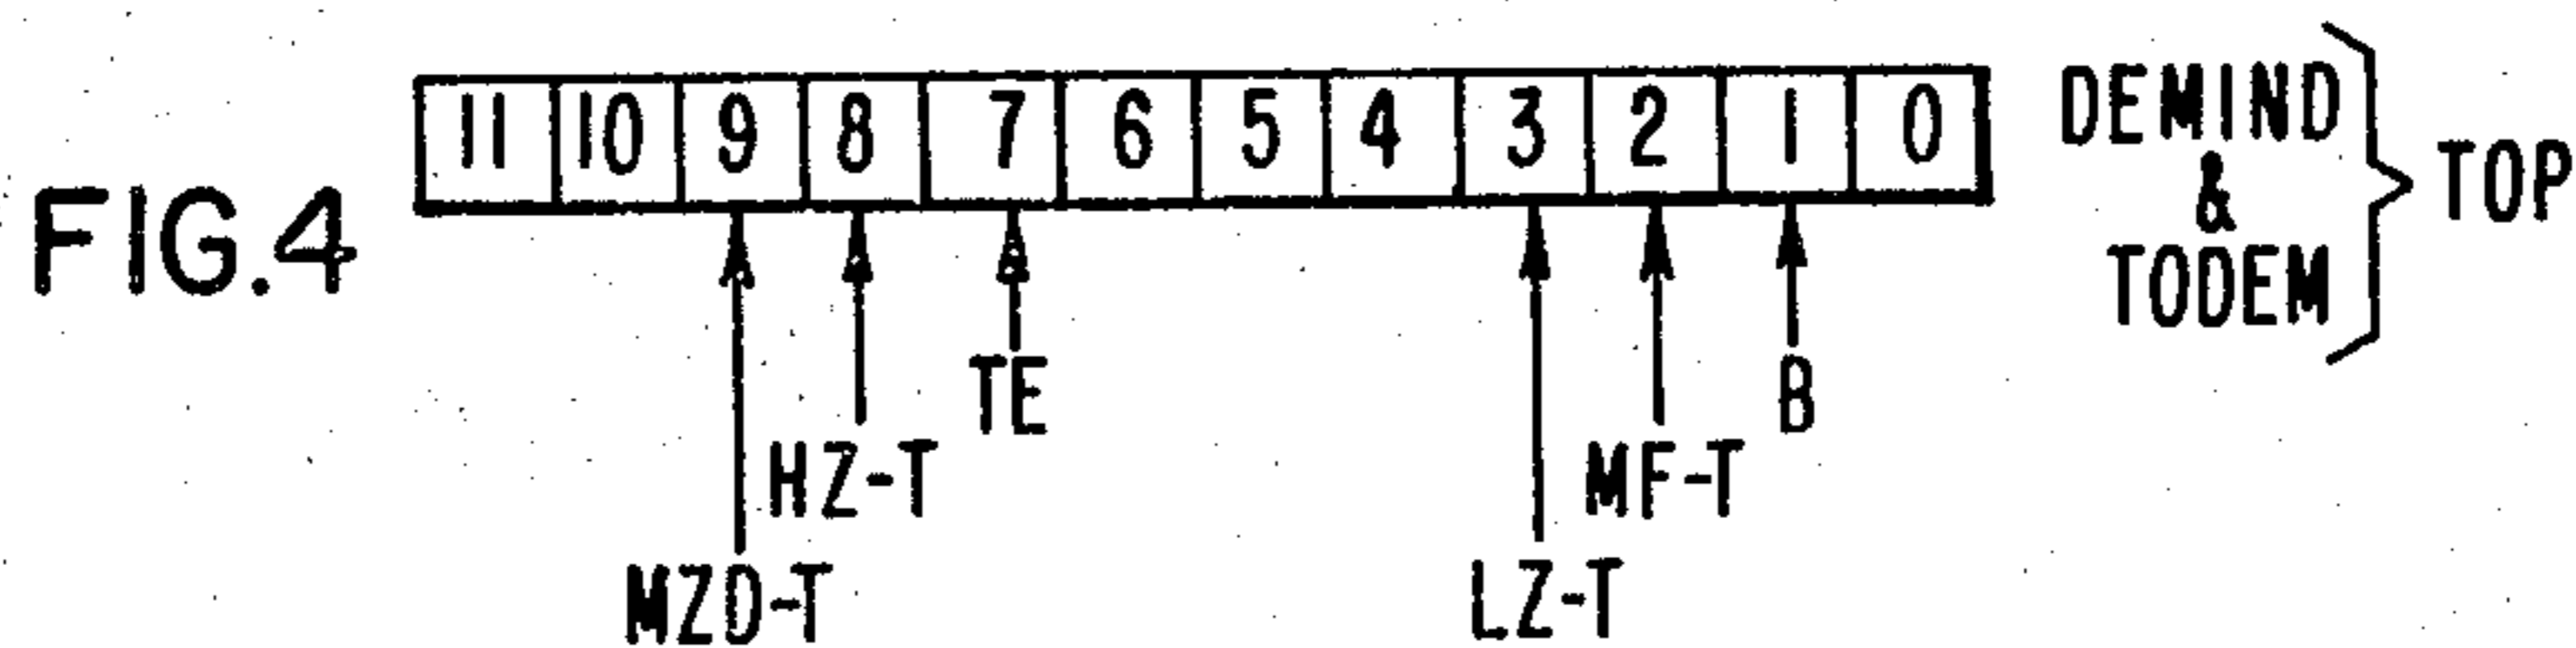 FIG.4
11 10 9 8 7 6 5 4 3 2 1 0
DEMIND
&
TODEM
TOP
TE
B
HZ-T
MF-T
MZD-T
LZ-T